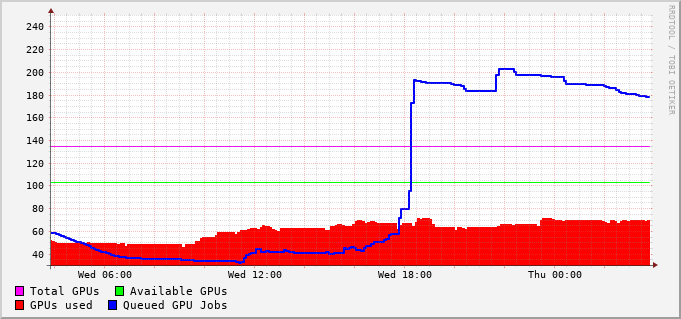 240
220
200
180
160
140
120
100
80
60
40
Wed 06:00 Wed 12:00 Wed 18:00 Thu 00:00
Total GPUs Available GPUs
GPUs used Queued GPU Jobs
RRDTOOL / TOBI OETIKER